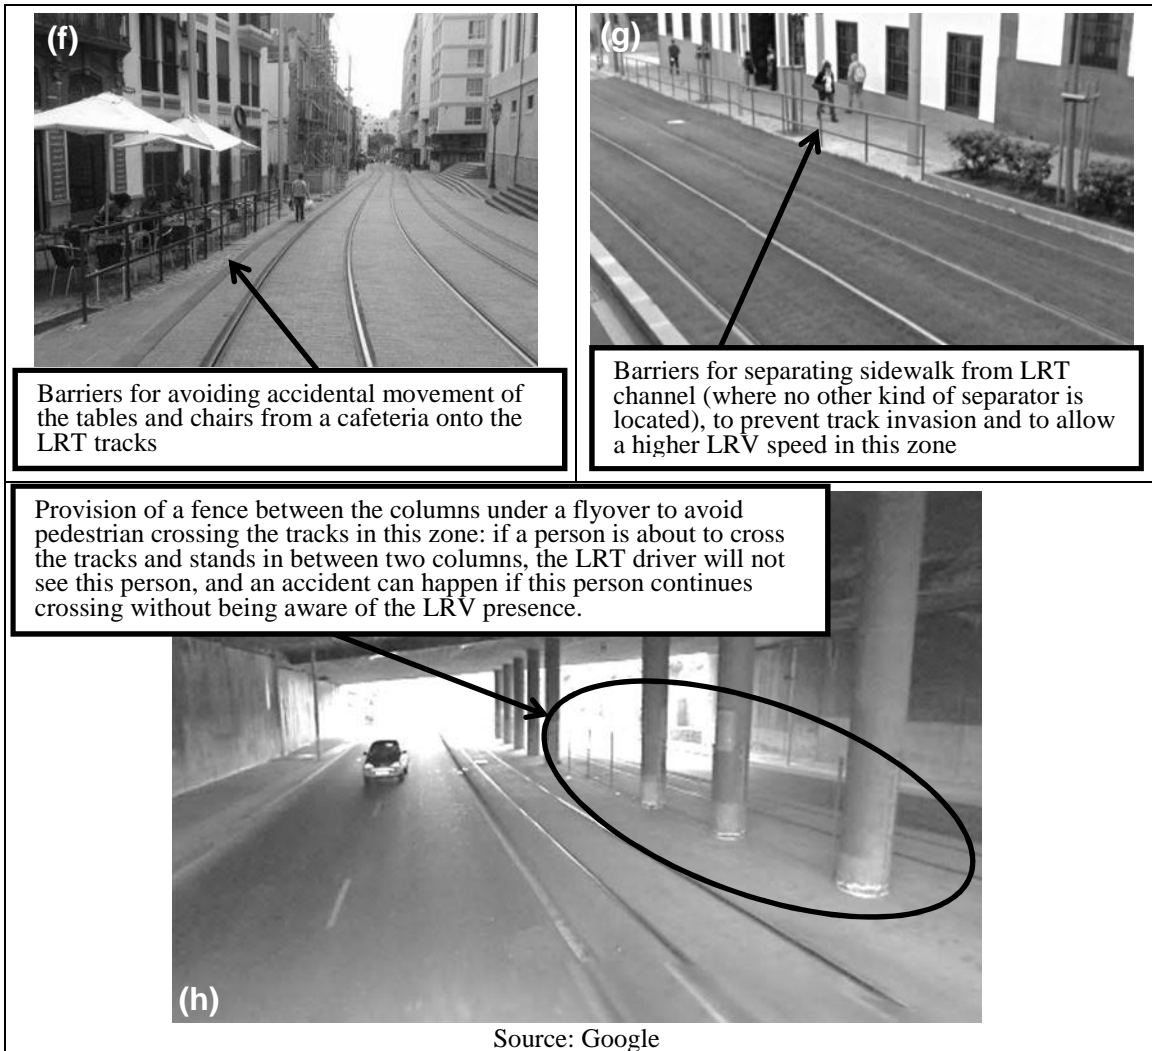 (f)
(g)
Barriers for avoiding accidental movement of
the tables and chairs from a cafeteria onto the
LRT tracks
Barriers for separating sidewalk from LRT
channel (where no other kind of separator is
located), to prevent track invasion and to allow
a higher LRV speed in this zone
Provision of a fence between the columns under a flyover to avoid
pedestrian crossing the tracks in this zone: if a person is about to cross
the tracks and stands in between two columns, the LRT driver will not
see this person, and an accident can happen if this person continues
crossing without being aware of the LRV presence.
(h)
Source: Google